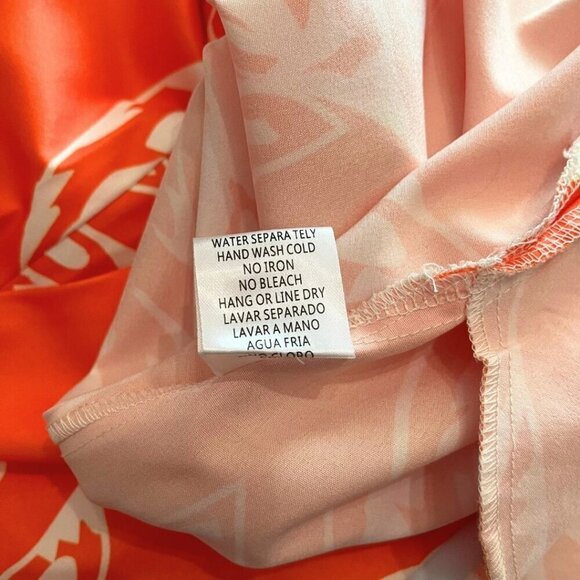 WATER SEPARA TELY
HAND WASH COLD
NO IRON
NO BLEACH
HANG OR LINE DRY
LAVAR SEPARADO
LAVAR A MANO
AGUA FRIA
CLORO